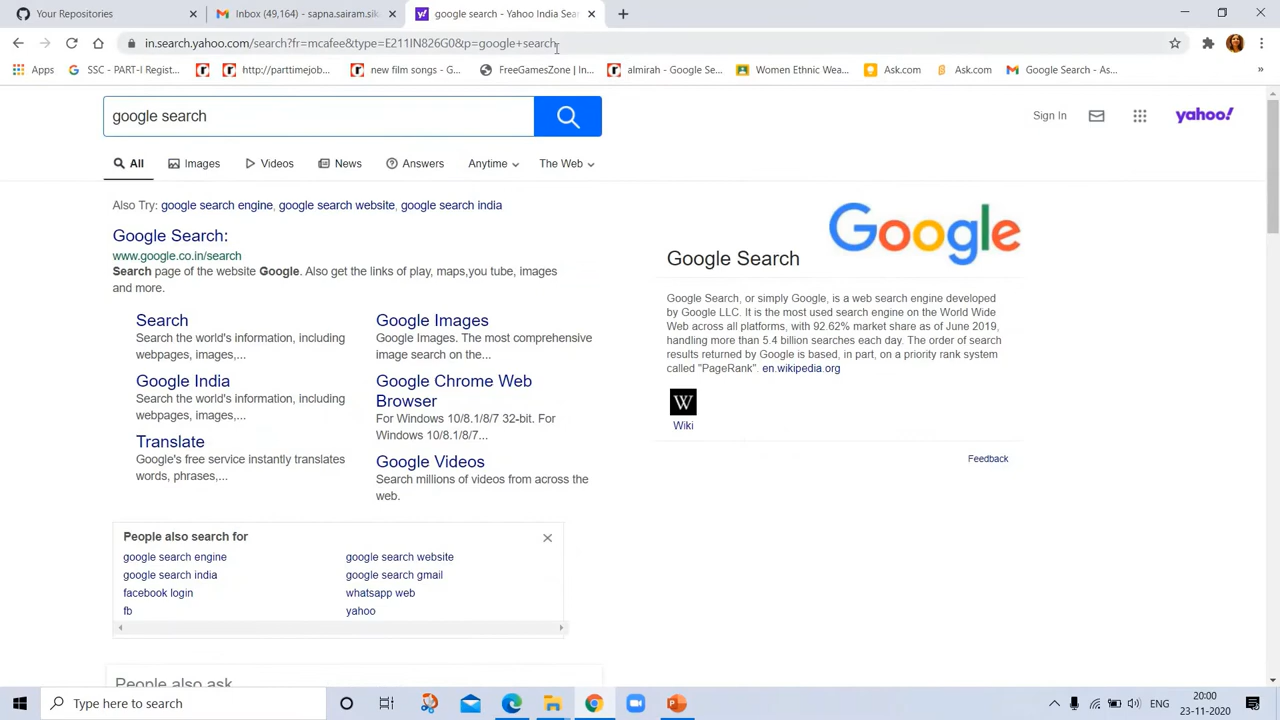 Your Repositories
Inbox (49,164) - sapna.sairam.sik
google search - Yahoo India Sear
in.search.yahoo.com/search?fr=mcafee&type=E211IN826G0&p=google+search
Apps
SSC - PART-I Regist...
http://parttimejob...
new film songs - G...
FreeGamesZone | In...
almirah - Google Se...
Women Ethnic Wea...
Ask.com
Ask.com
Google Search - As...
»
google search
Sign In
yahoo!
All
Images
Videos
News
Answers
Anytime
The Web
Also Try: google search engine, google search website, google search india
Google Search:
www.google.co.in/search
Search page of the website Google. Also get the links of play, maps,you tube, images
and more.
Search
Search the world's information, including
webpages, images,...
Google India
Search the world's information, including
webpages, images,...
Translate
Google's free service instantly translates
words, phrases,...
Google Images
Google Images. The most comprehensive
image search on the...
Google Chrome Web
Browser
For Windows 10/8.1/8/7 32-bit. For
Windows 10/8.1/8/7...
Google Videos
Search millions of videos from across the
web.
People also search for
google search engine
google search website
google search india
google search gmail
facebook login
whatsapp web
fb
yahoo
People also ask
Google
Google Search
Google Search, or simply Google, is a web search engine developed
by Google LLC. It is the most used search engine on the World Wide
Web across all platforms, with 92.62% market share as of June 2019,
handling more than 5.4 billion searches each day. The order of search
results returned by Google is based, in part, on a priority rank system
called "PageRank". en.wikipedia.org
W
Wiki
Feedback
Type here to search
ENG
20:00
23-11-2020